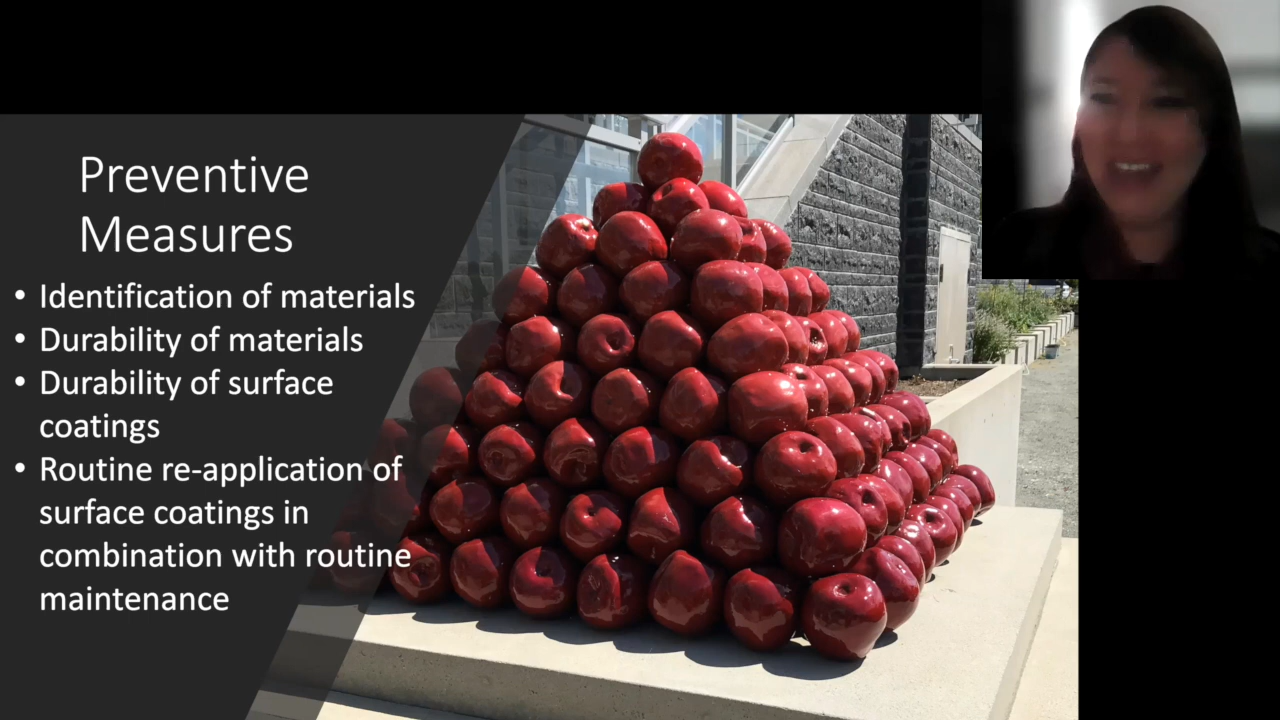 Preventive
Measures
• Identification of materials
• Durability of materials
• Durability of surface
coatings
• Routine re-application of
surface coatings in
combination with routine
maintenance